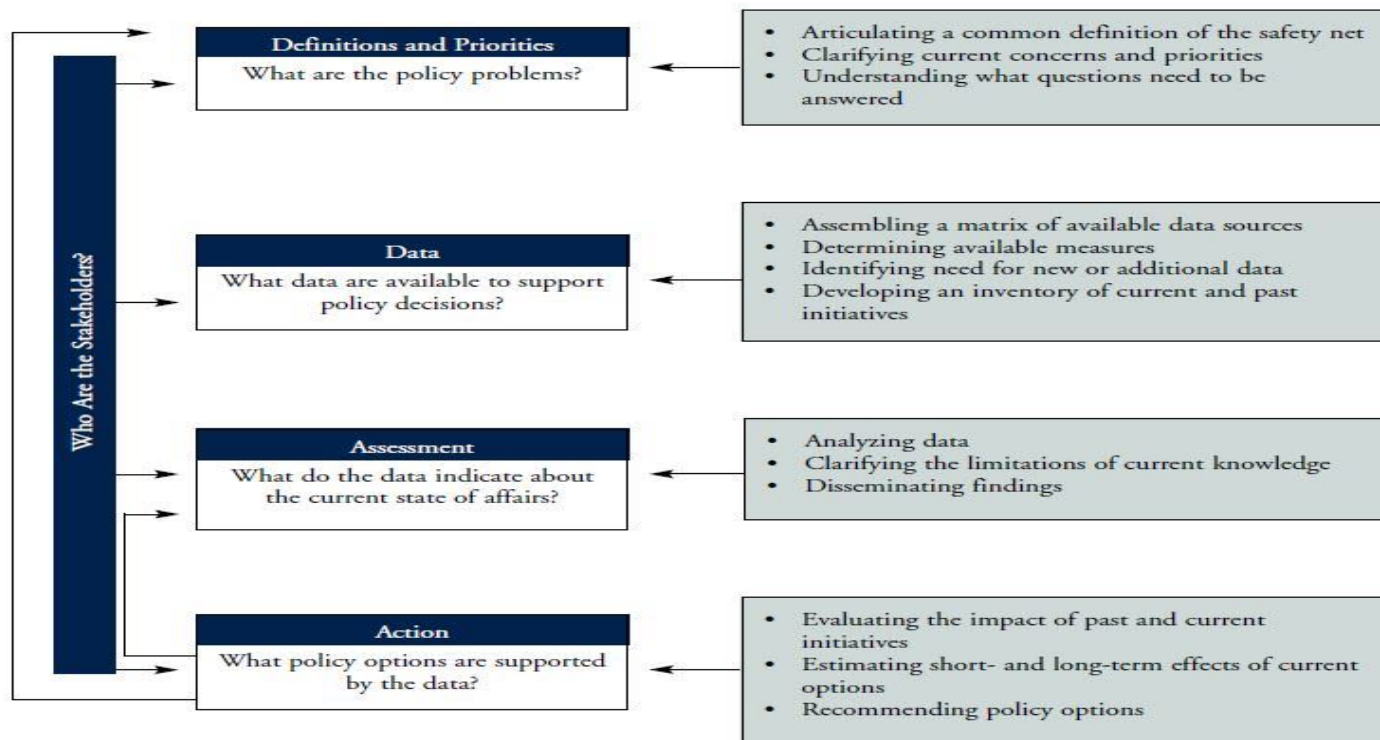 Who Are the Stakeholders?
Definitions and Priorities
What are the policy problems?
• Articulating a common definition of the safety net
• Clarifying current concerns and priorities
• Understanding what questions need to be
answered
Data
What data are available to support
policy decisions?
• Assembling a matrix of available data sources
• Determining available measures
• Identifying need for new or additional data
• Developing an inventory of current and past
initiatives
Assessment
What do the data indicate about
the current state of affairs?
• Analyzing data
• Clarifying the limitations of current knowledge
• Disseminating findings
Action
What policy options are supported
by the data?
• Evaluating the impact of past and current
initiatives
• Estimating short- and long-term effects of current
options
• Recommending policy options